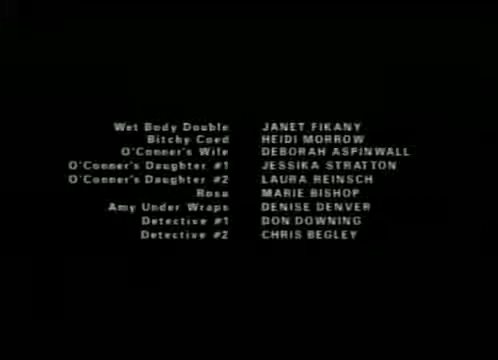 Wet Body Double JANET FIKANY
Bitchy Coed HEIDI MORROW
O'Conner's Wife DEBORAH ASPINWALL
O'Conner's Daughter #1 JESSIKA STRATTON
O'Conner's Daughter #2 LAURA REINSCH
Rosa MARIE BISHOP
Amy Under Wraps DENISE DENVER
Detective #1 DON DOWNING
Detective #2 CHRIS BEGLEY